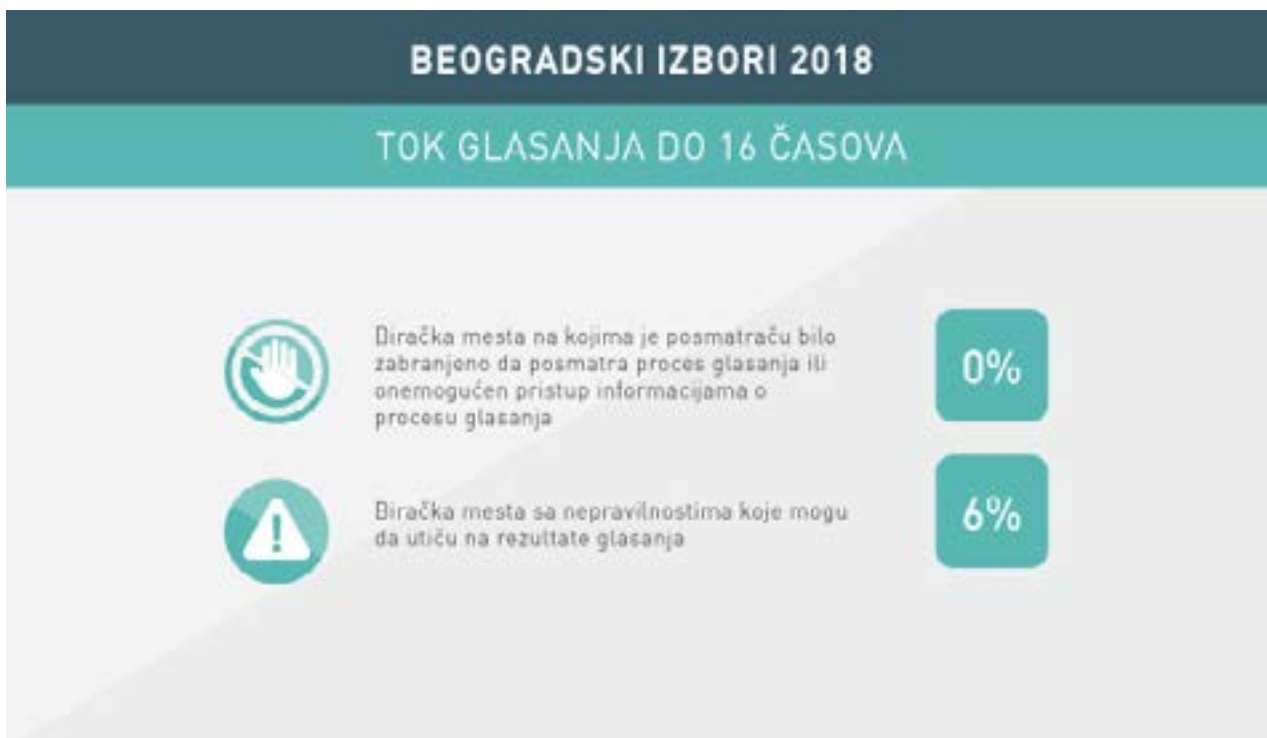 BEOGRADSKI IZBORI 2018
TOK GLASANJA DO 16 ČASOVA
Biračka mesta na kojima je posmatraču bilo
zabranjeno da posmatra proces glasanja ili
onemogućen pristup informacijama o
procesu glasanja
0%
Biračka mesta sa nepravilnostima koje mogu
da utiču na rezultate glasanja
6%